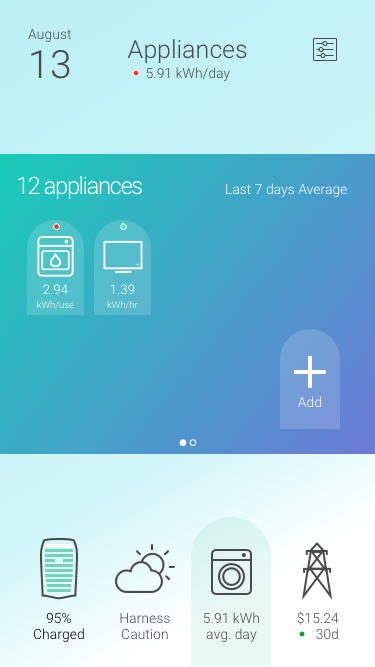 August
13
Appliances
5.91 kWh/day
12 appliances
Last 7 days Average
2.94
kWh/use
1.39
kWh/hr
Add
95%
Charged
Harness
Caution
5.91 kWh
avg. day
$15.24
30d